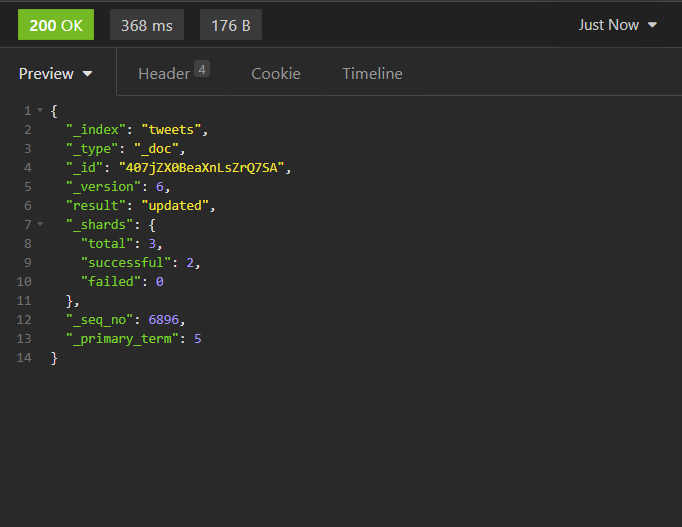 200 OK 368 ms 176 B Just Now
Preview Header 4 Cookie Timeline
1 {
2 "_index": "tweets",
3 "_type": "_doc",
4 "_id": "407jZX0BeaXnLsZrQ7SA",
5 "_version": 6,
6 "result": "updated",
7 "_shards": {
8 "total": 3,
9 "successful": 2,
10 "failed": 0
11 },
12 "_seq_no": 6896,
13 "_primary_term": 5
14 }